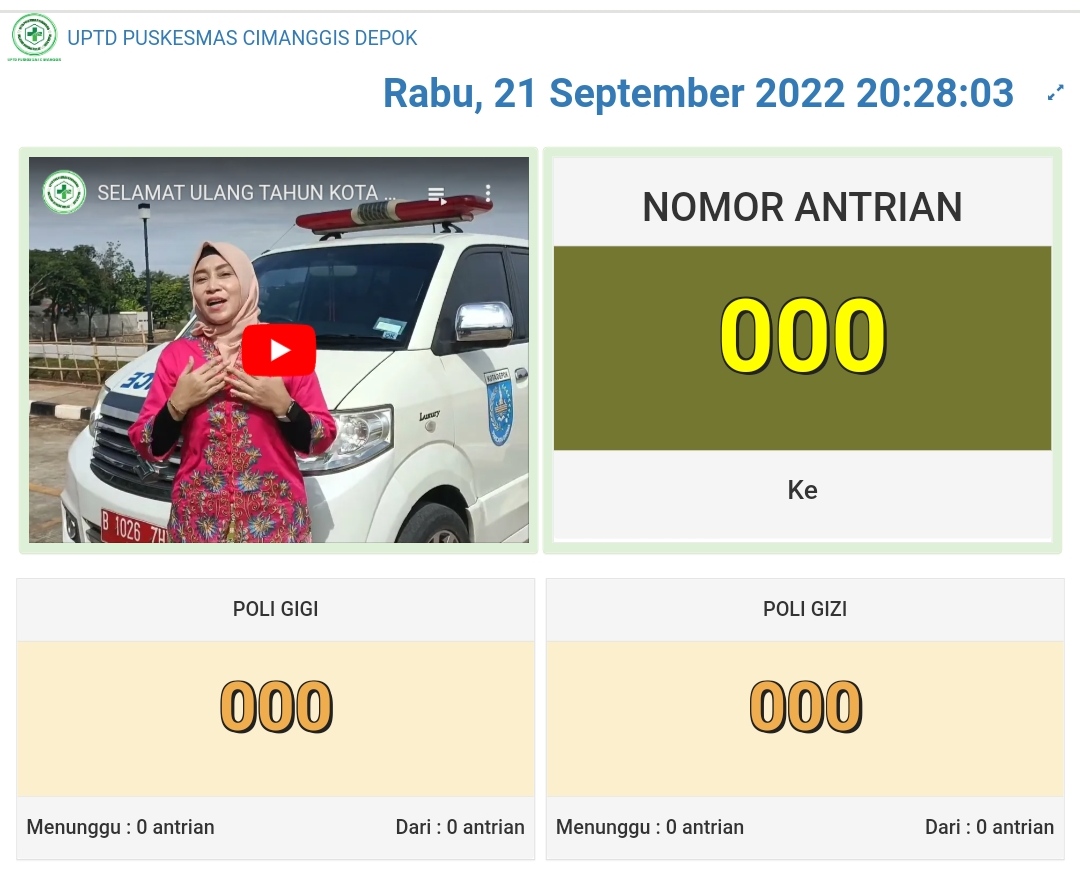 UPTD PUSKESMAS CIMANGGIS DEPOK
Rabu, 21 September 2022 20:28:03
SELAMAT ULANG TAHUN KOTA ...
NOMOR ANTRIAN
000
Ke
Luxury
KOTA DEPOK
B 1026
POLI GIGI
000
Menunggu : 0 antrian
Dari : 0 antrian
POLI GIZI
000
Menunggu : 0 antrian
Dari : 0 antrian